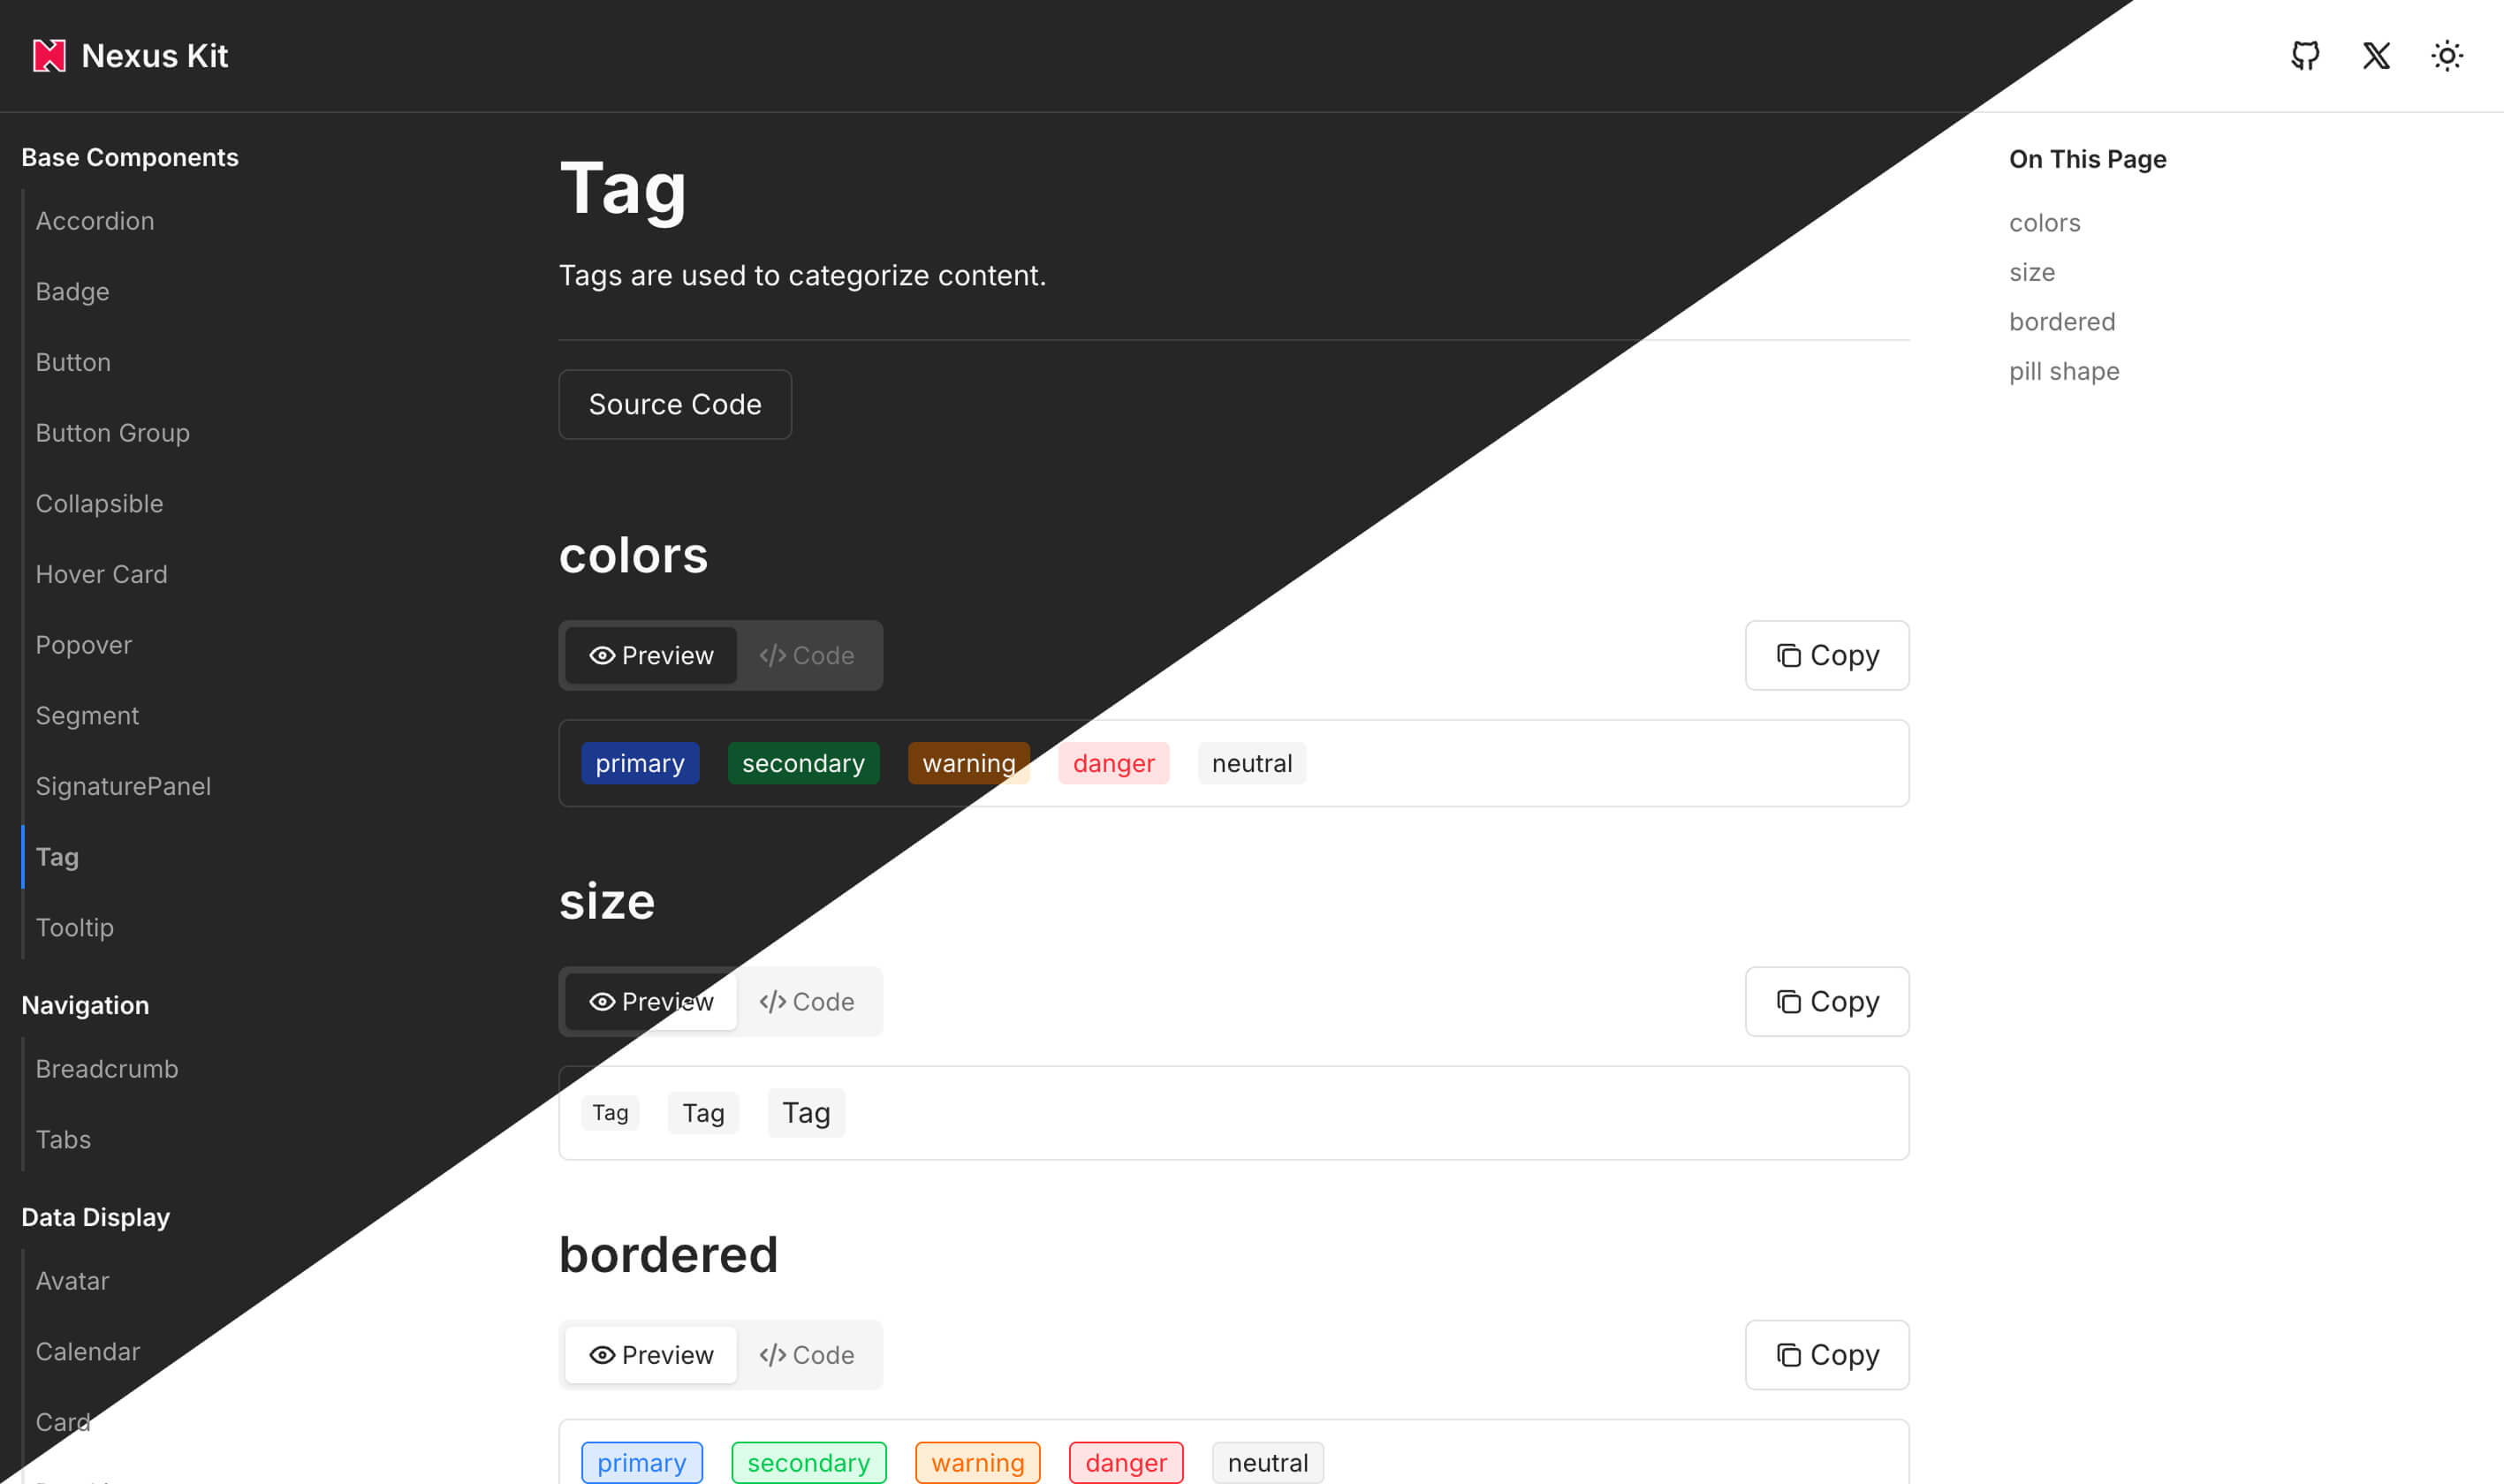 Nexus Kit
Base Components
Accordion
Badge
Button
Button Group
Collapsible
Hover Card
Popover
Segment
SignaturePanel
Tag
Tooltip
Navigation
Breadcrumb
Tabs
Data Display
Avatar
Calendar
Card
Tag
Tags are used to categorize content.
Source Code
colors
Preview </> Code
Copy
primary secondary warning danger neutral
size
Preview </> Code
Copy
Tag Tag Tag
bordered
Preview </> Code
Copy
primary secondary warning danger neutral
On This Page
colors
size
bordered
pill shape